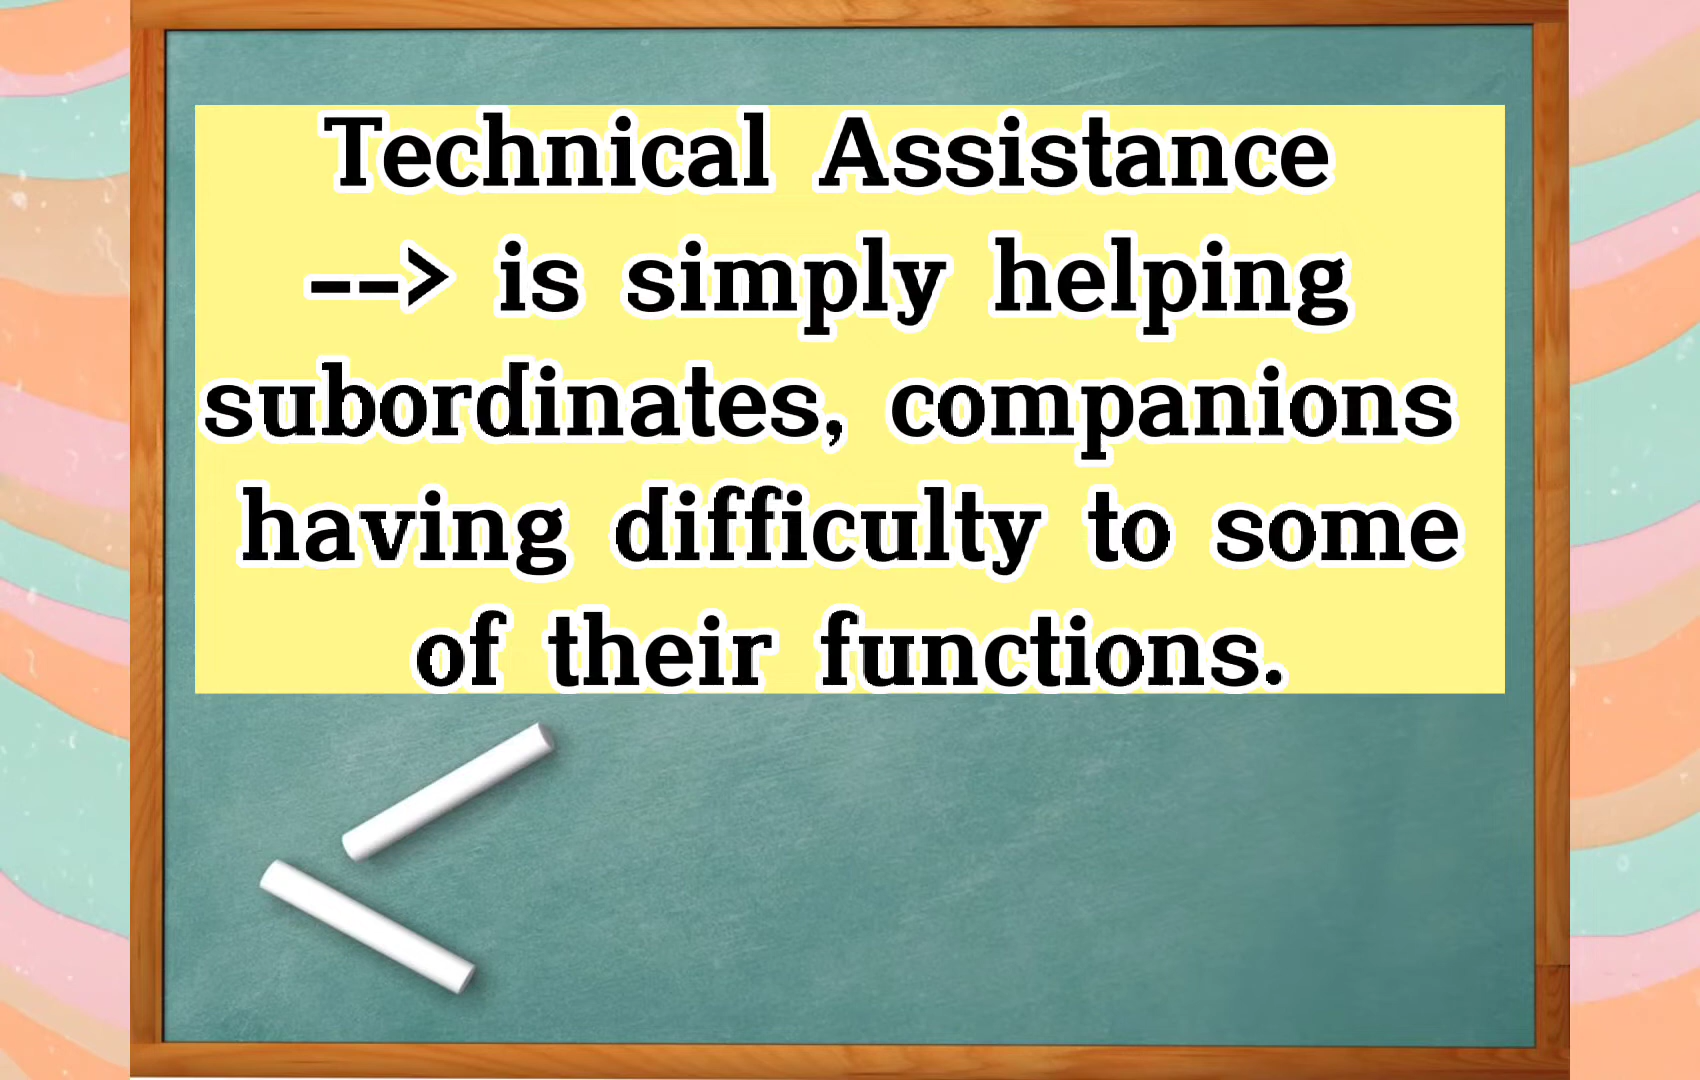 Technical Assistance
--> is simply helping
subordinates, companions
having difficulty to some
of their functions.